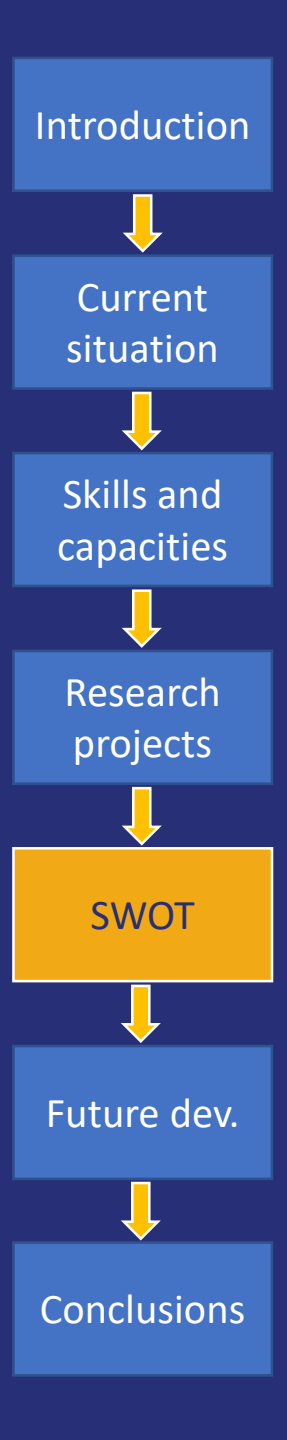 Introduction
Current
situation
Skills and
capacities
Research
projects
SWOT
Future dev.
Conclusions